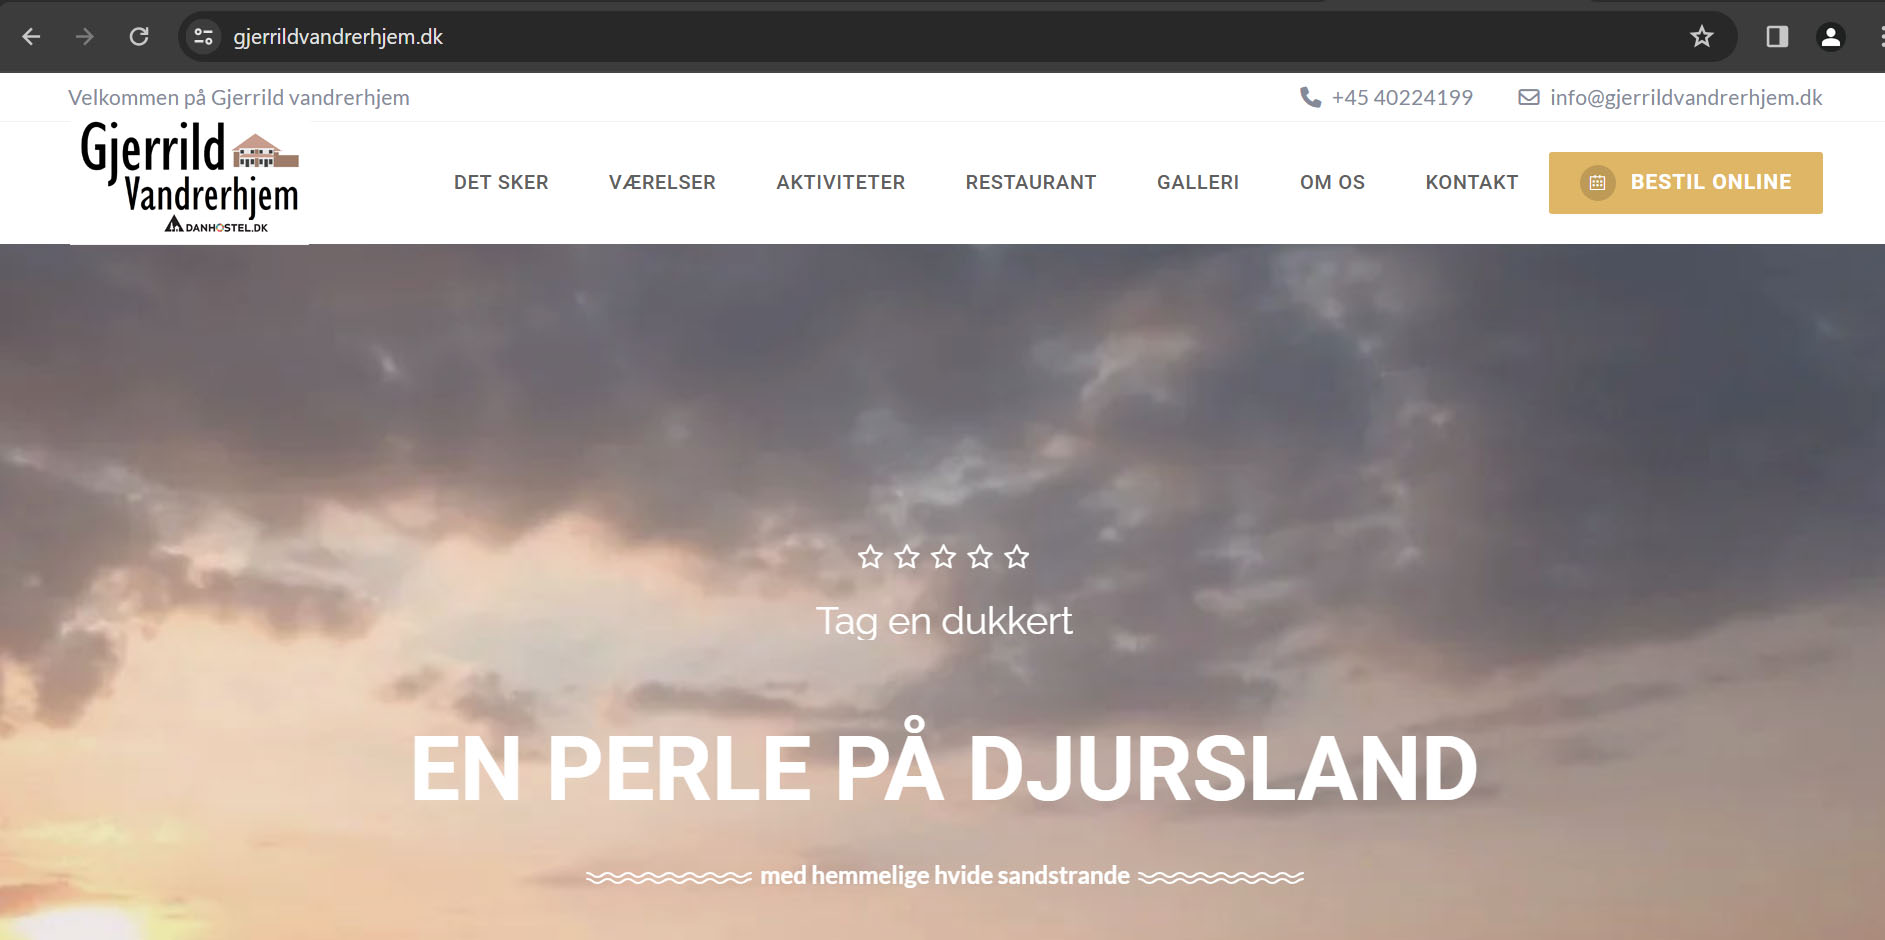 gjerrildvandrerhjem.dk
Velkommen på Gjerrild vandrerhjem
+45 40224199
info@gjerrildvandrerhjem.dk
Gjerrild
Vandrerhjem
DANHOSTEL.DK
DET SKER
VÆRELSER
AKTIVITETER
RESTAURANT
GALLERI
OM OS
KONTAKT
BESTIL ONLINE
Tag en dukkert
EN PERLE PÅ DJURSLAND
med hemmelige hvide sandstrande